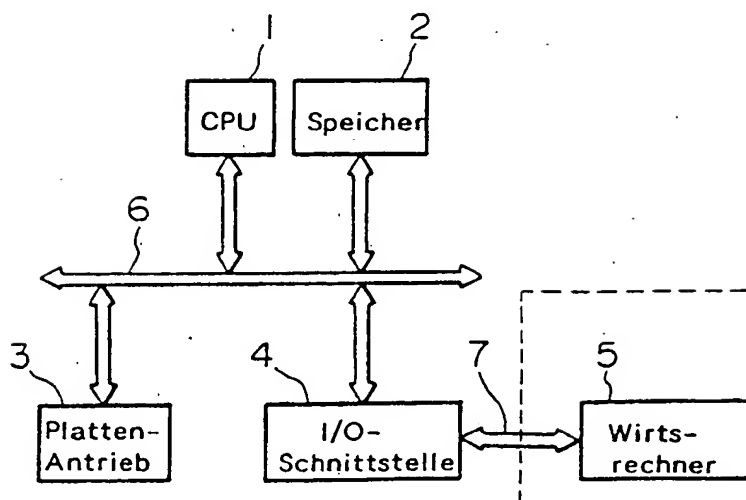 1
2
CPU
Speicher
6
3
4
7
5
Platten-
Antrieb
I/O-
Schnittstelle
Wirts-
rechner